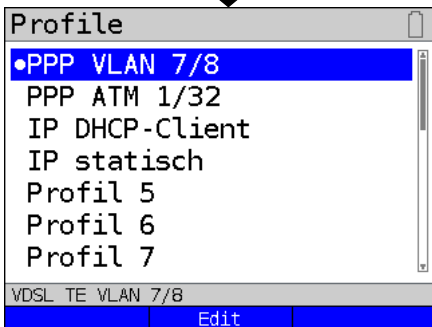 Profile
•PPP VLAN 7/8
PPP ATM 1/32
IP DHCP-Client
IP statisch
Profil 5
Profil 6
Profil 7
VDSL TE VLAN 7/8
Edit